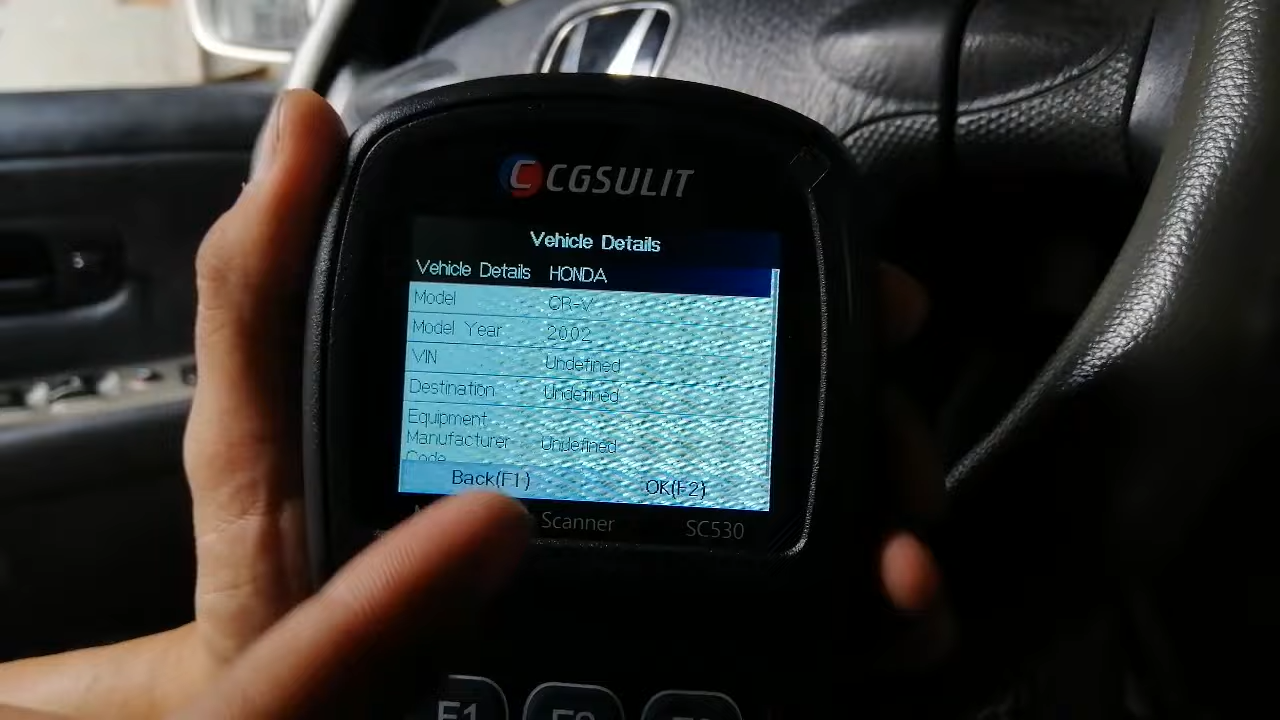 CGSULIT
Vehicle Details
Vehicle Details HONDA
Model CR-V
Model Year 2002
VIN Undefined
Destination Undefined
Equipment
Manufacturer Undefined
Code
Back(F1) OK(F2)
Scanner SC530
F1